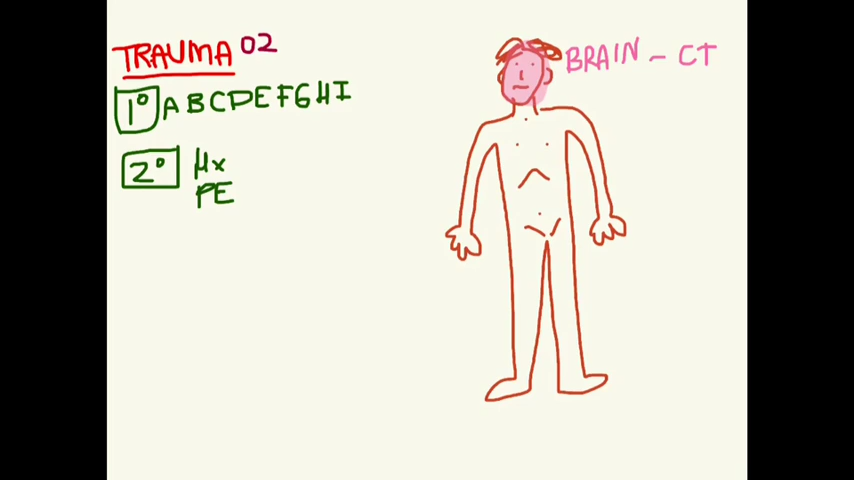 TRAUMA 02
1° ABCDEFGHI
2° Hx
PE
BRAIN - CT